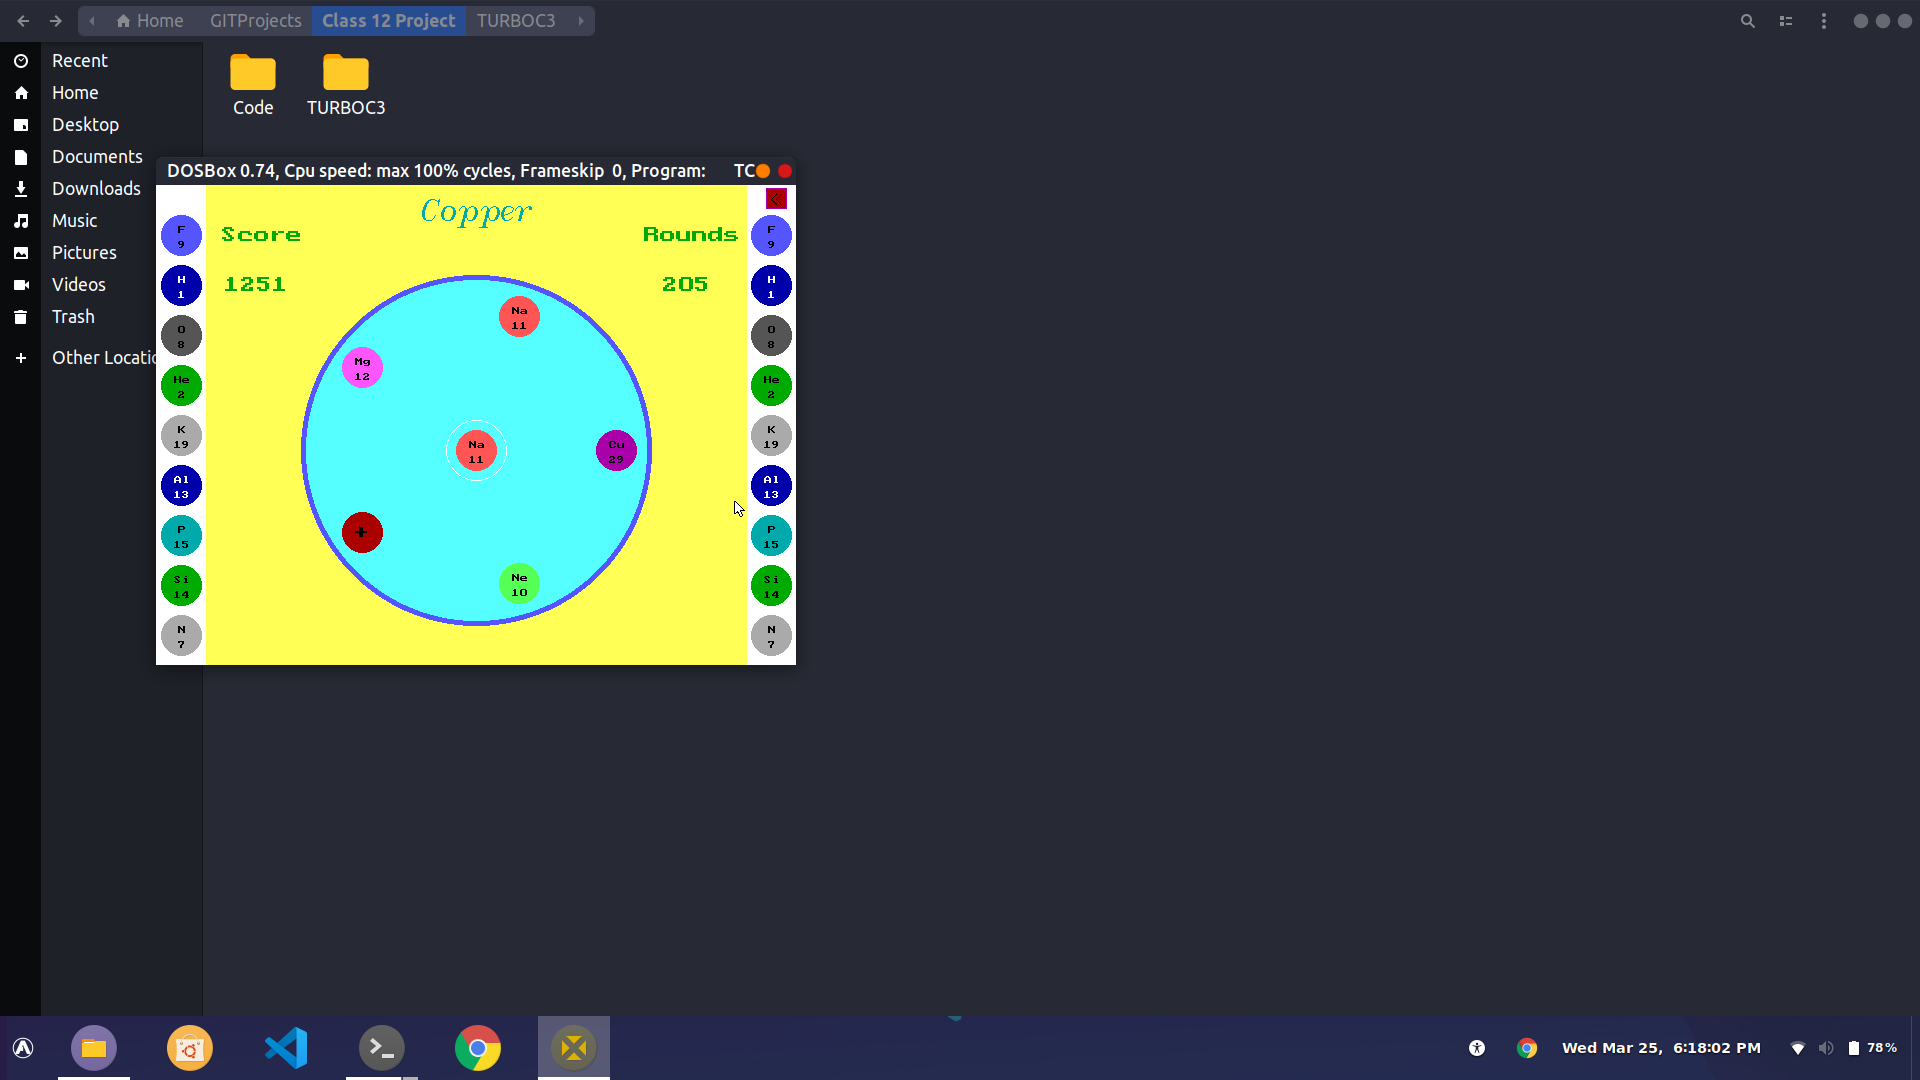 Home GITProjects Class 12 Project TURBOC3
Recent
Home
Desktop
Documents
Downloads
Music
Pictures
Videos
Trash
Other Locatio
Code TURBOC3
DOSBox 0.74, Cpu speed: max 100% cycles, Frameskip 0, Program: TC
Copper
Score Rounds
1251 205
F
9
H
1
O
8
He
2
K
19
Al
13
P
15
Si
14
N
7
Na
11
Mg
12
Na
11
Cu
29
+
Ne
10
F
9
H
1
O
8
He
2
K
19
Al
13
P
15
Si
14
N
7
Wed Mar 25, 6:18:02 PM 78%